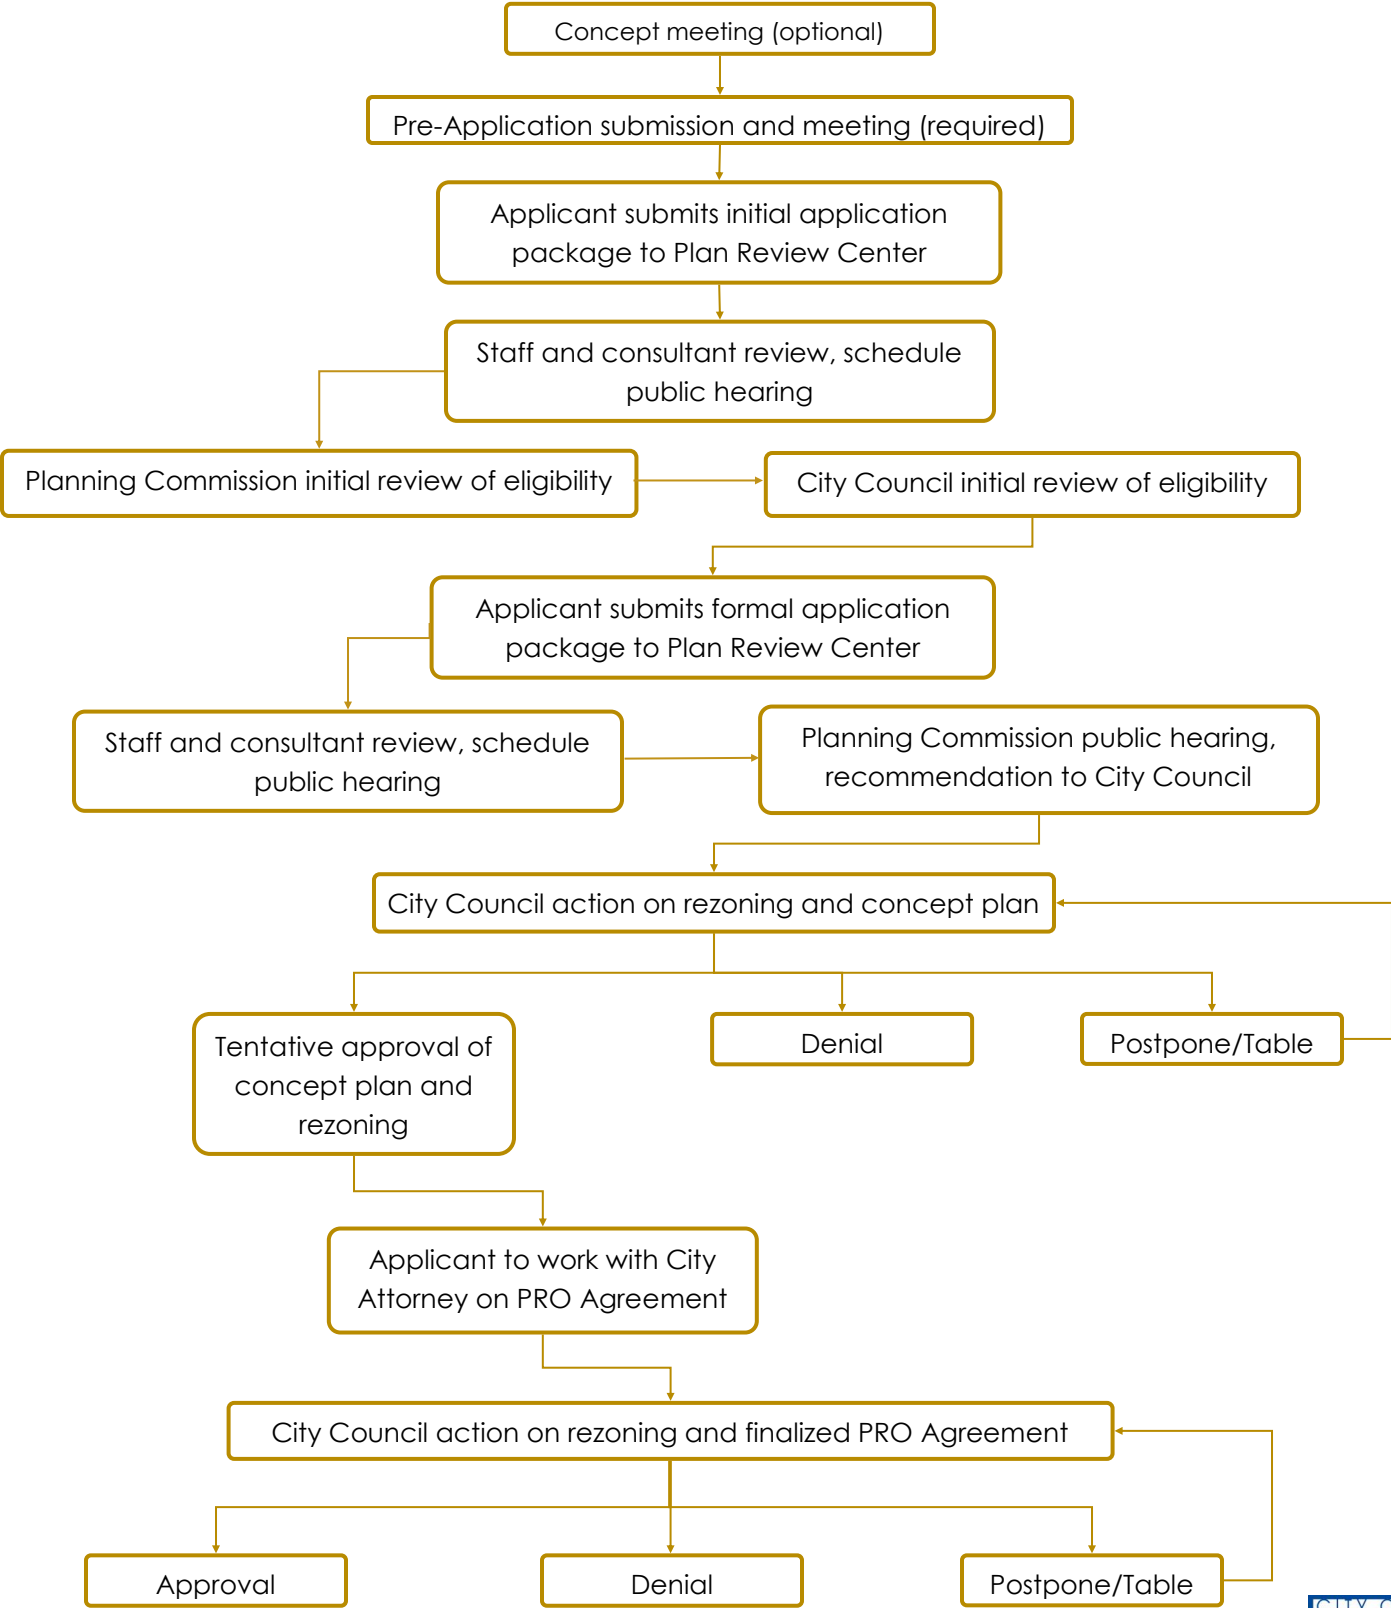 Concept meeting (optional)
Pre-Application submission and meeting (required)
Applicant submits initial application
package to Plan Review Center
Staff and consultant review, schedule
public hearing
Planning Commission initial review of eligibility
City Council initial review of eligibility
Applicant submits formal application
package to Plan Review Center
Staff and consultant review, schedule
public hearing
Planning Commission public hearing,
recommendation to City Council
City Council action on rezoning and concept plan
Tentative approval of
concept plan and
rezoning
Denial
Postpone/Table
Applicant to work with City
Attorney on PRO Agreement
City Council action on rezoning and finalized PRO Agreement
Approval
Denial
Postpone/Table
CITY